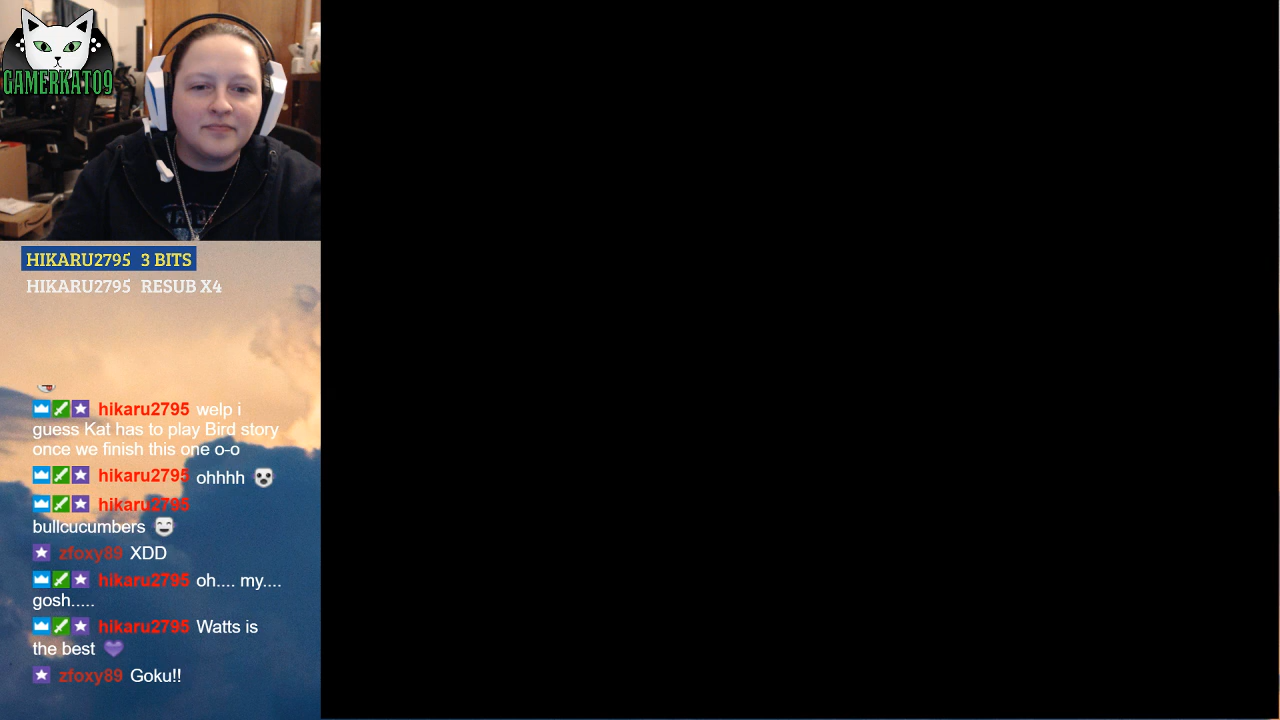 GAMERKAT09
HIKARU2795 3 BITS
HIKARU2795 RESUB X4
hikaru2795 welp i
guess Kat has to play Bird story
once we finish this one o-o
hikaru2795 ohhhh
hikaru2795
bullcucumbers
zfoxy89 XDD
hikaru2795 oh.... my....
gosh.....
hikaru2795 Watts is
the best
zfoxy89 Goku!!